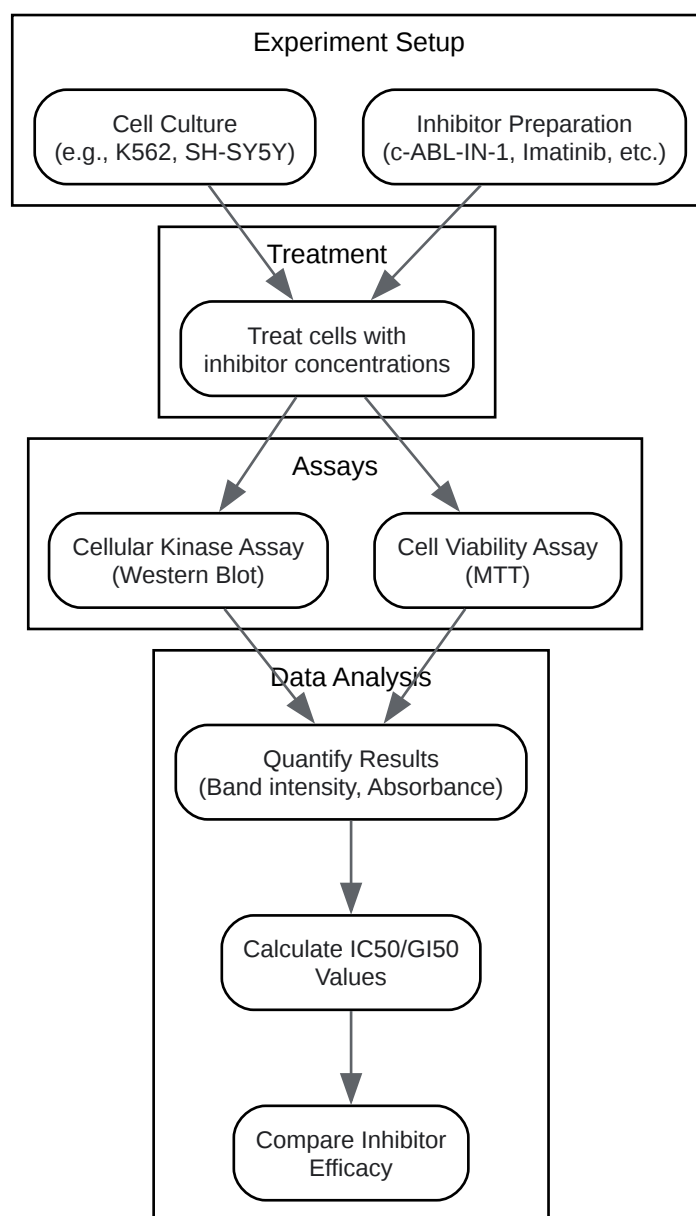 Experiment Setup
Cell Culture
(e.g., K562, SH-SY5Y)
Inhibitor Preparation
(c-ABL-IN-1, Imatinib, etc.)
Treatment
Treat cells with
inhibitor concentrations
Assays
Cellular Kinase Assay
(Western Blot)
Cell Viability Assay
(MTT)
Data Analysis
Quantify Results
(Band intensity, Absorbance)
Calculate IC50/GI50
Values
Compare Inhibitor
Efficacy